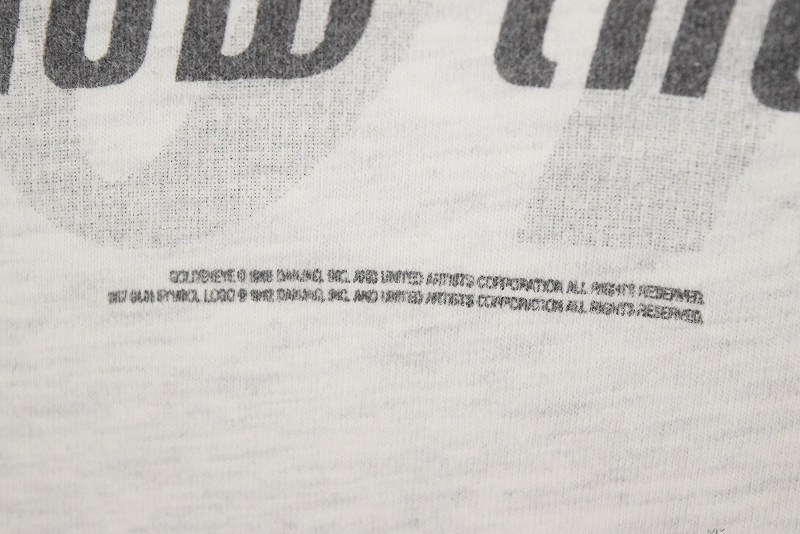 GOLDENEYE © 1995 DANJAQ, INC. AND UNITED ARTISTS CORPORATION ALL RIGHTS RESERVED.
007 GUN SYMBOL LOGO © 1962 DANJAQ, INC. AND UNITED ARTISTS CORPORATION ALL RIGHTS RESERVED.